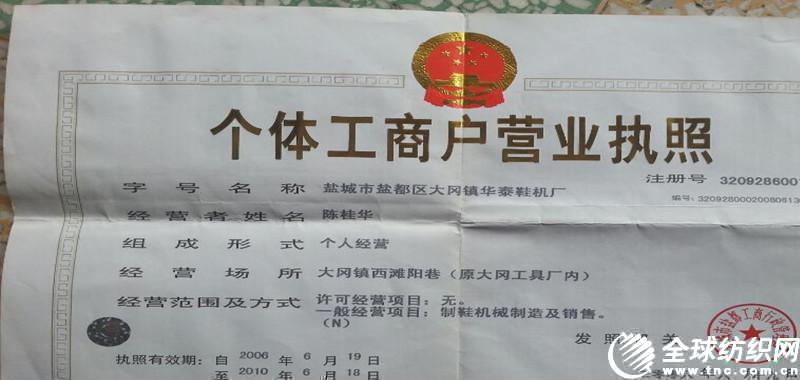 个体工商户营业执照
注册号 3209286001
编号: 32092800020080613
字号名称 盐城市盐都区大冈镇华泰鞋机厂
经营者姓名 陈桂华
组成形式 个人经营
经营场所 大冈镇西滩阳巷（原大冈工具厂内）
经营范围及方式 许可经营项目：无。
一般经营项目：制鞋机械制造及销售。
(N)
发照机关
执照有效期： 自 2006 年 6 月 19 日
至 2010 年 6 月 18 日
全球纺织网
www.tnc.com.cn